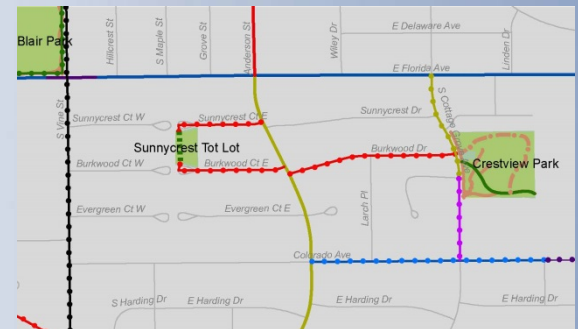 Hillcrest St
S Maple St
Grove St
Anderson St
Wiley Dr
E Delaware Ave
Linden Dr
Blair Park
E Florida Ave
S Vine St
Sunnycrest Ct W
Sunnycrest Ct E
Sunnycrest Dr
S Cottage Grove
Sunnycrest Tot Lot
Burkwood Dr
Burkwood Ct W
Burkwood Ct E
Crestview Park
Larch Pl
Evergreen Ct W
Evergreen Ct E
Colorado Ave
S Harding Dr
E Harding Dr
E Harding Dr
E Harding Dr